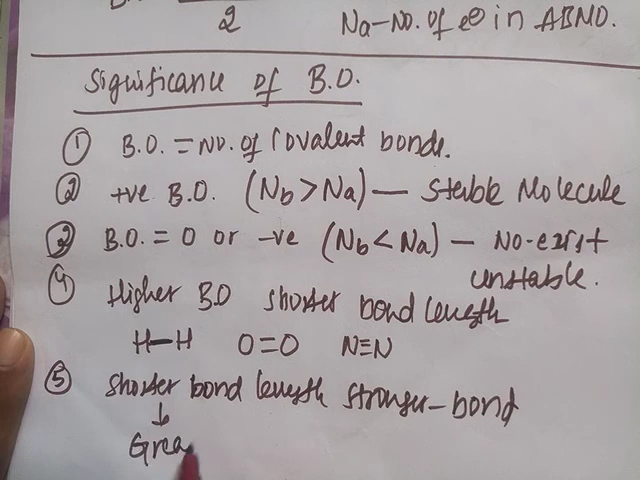 2 Na-No. of e⊖ in ABMO.
Significance of B.O.
① B.O. = No. of Covalent bonds.
② +ve B.O. (Nb > Na) — Stable Molecule
③ B.O. = 0 or -ve (Nb < Na) — No-exist
unstable.
④ Higher B.O shorter bond length
H-H O=O N≡N
⑤ Shorter bond length stronger-bond
↓
Grea